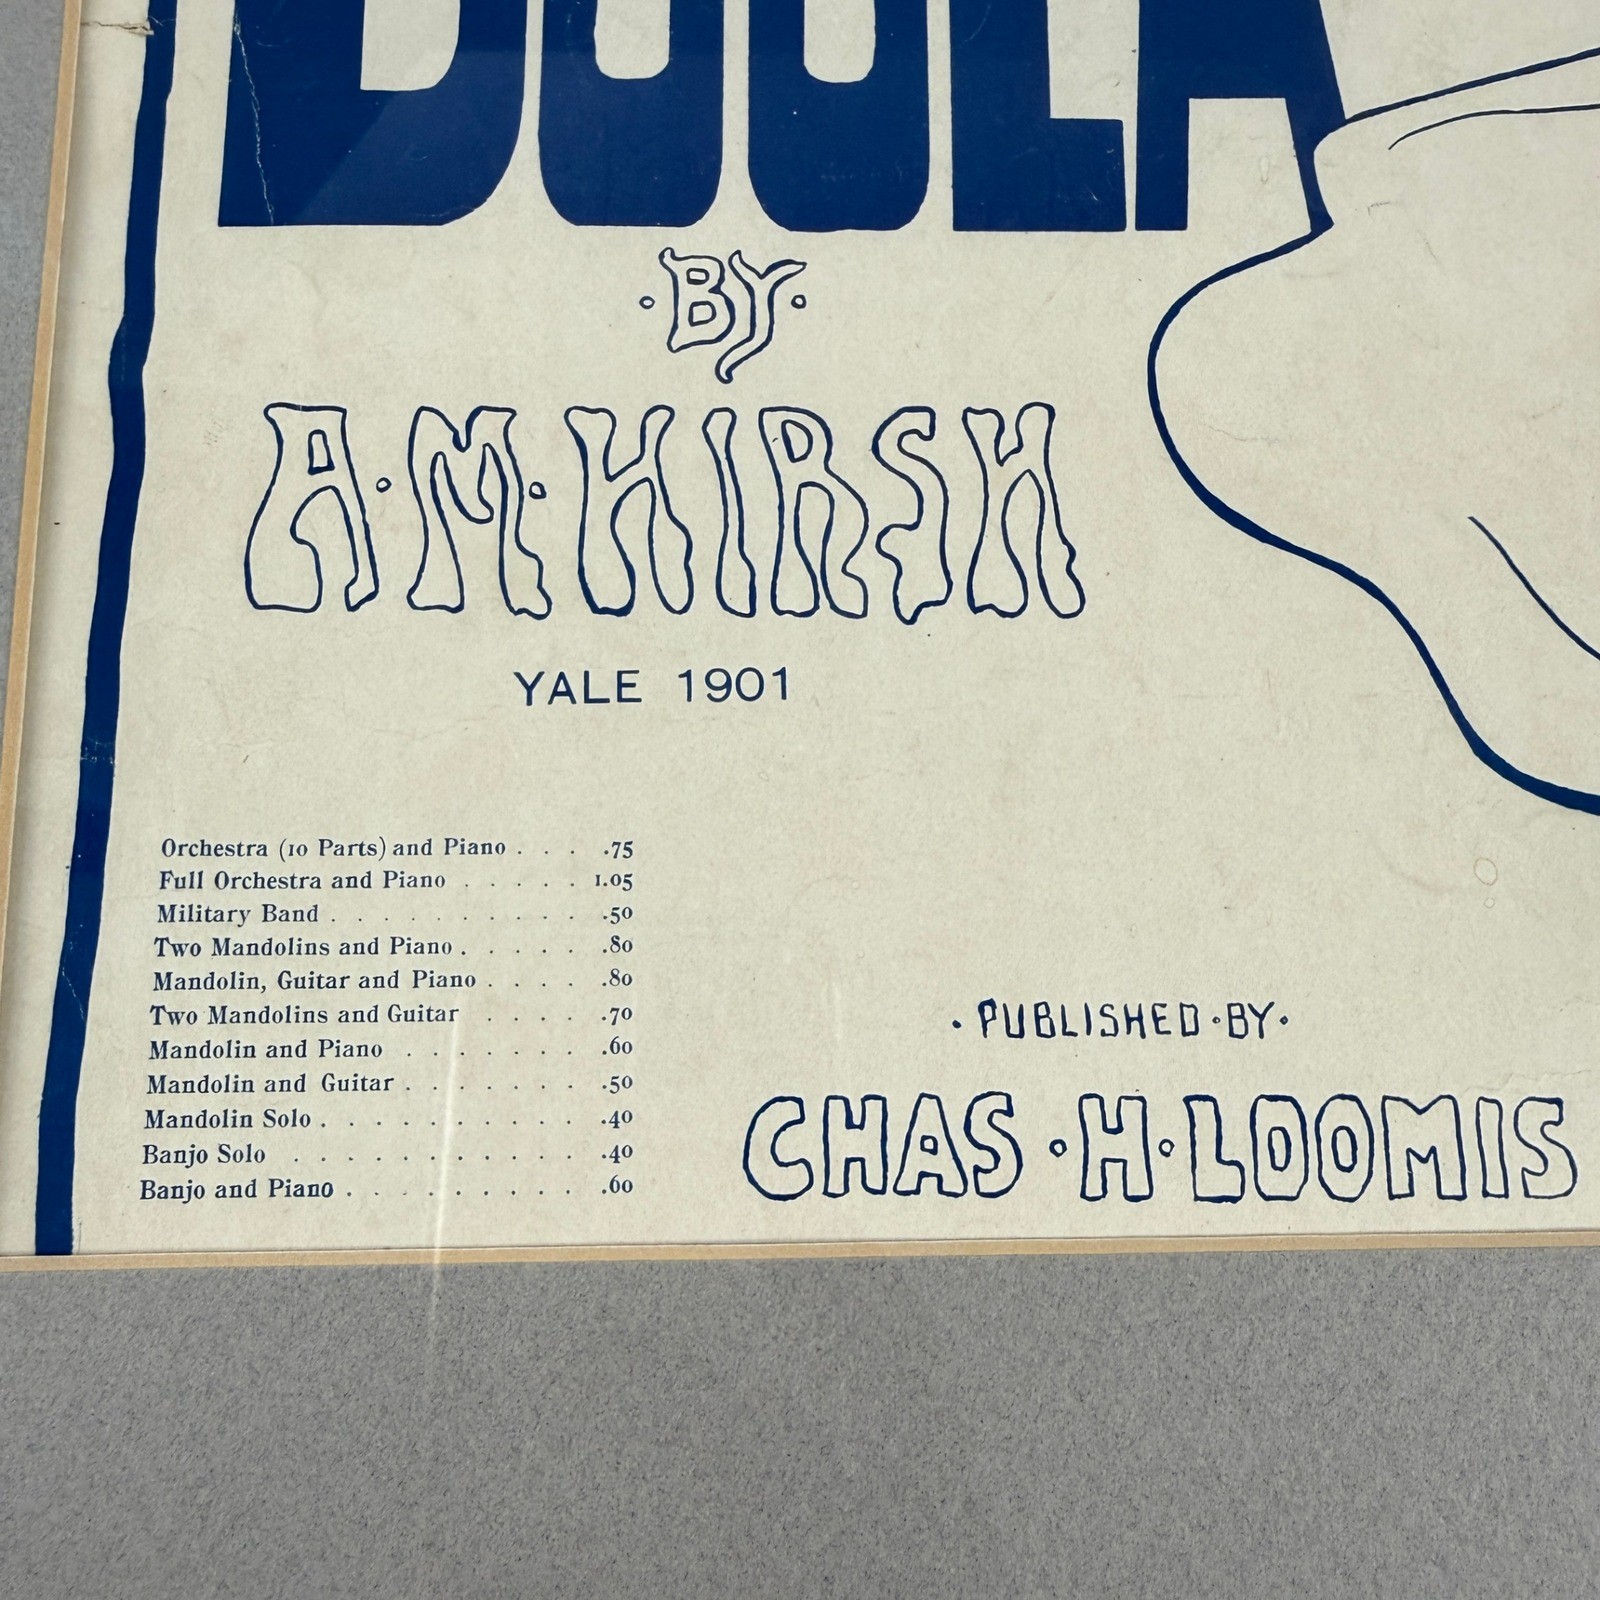 BOOLA
·BY·
A·M·HIRSH
YALE 1901
Orchestra (10 Parts) and Piano . . . .75
Full Orchestra and Piano . . . . . 1.05
Military Band . . . . . . . . . . .50
Two Mandolins and Piano . . . . . .80
Mandolin, Guitar and Piano . . . . .80
Two Mandolins and Guitar . . . . .70
Mandolin and Piano . . . . . . . .60
Mandolin and Guitar . . . . . . . .50
Mandolin Solo . . . . . . . . . . .40
Banjo Solo . . . . . . . . . . . .40
Banjo and Piano . . . . . . . . . .60
·PUBLISHED·BY·
CHAS·H·LOOMIS